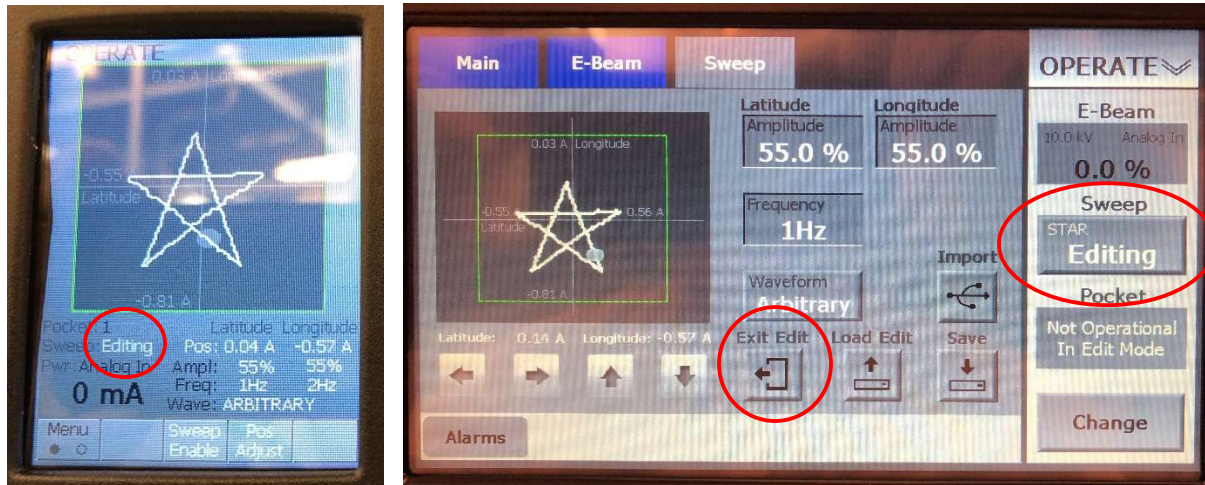 OPERATE
0.03 A Longitude
-0.55
Latitude
-0.81 A
Pocket: 1 Latitude Longitude
Sweep: Editing Pos: 0.04 A -0.57 A
Pwr: Analog In Ampl: 55% 55%
0 mA Freq: 1Hz 2Hz
Wave: ARBITRARY
Menu Sweep Enable Pos Adjust
Main E-Beam Sweep
0.03 A Longitude
-0.55 0.56 A
Latitude
-0.81 A
Latitude: 0.14 A Longitude: -0.57 A
Latitude Longitude
Amplitude Amplitude
55.0 % 55.0 %
Frequency
1Hz
Import
Waveform
Arbitrary
Exit Edit Load Edit Save
Alarms
OPERATE
E-Beam
10.0 kV Analog In
0.0 %
Sweep
STAR
Editing
Pocket
Not Operational
In Edit Mode
Change